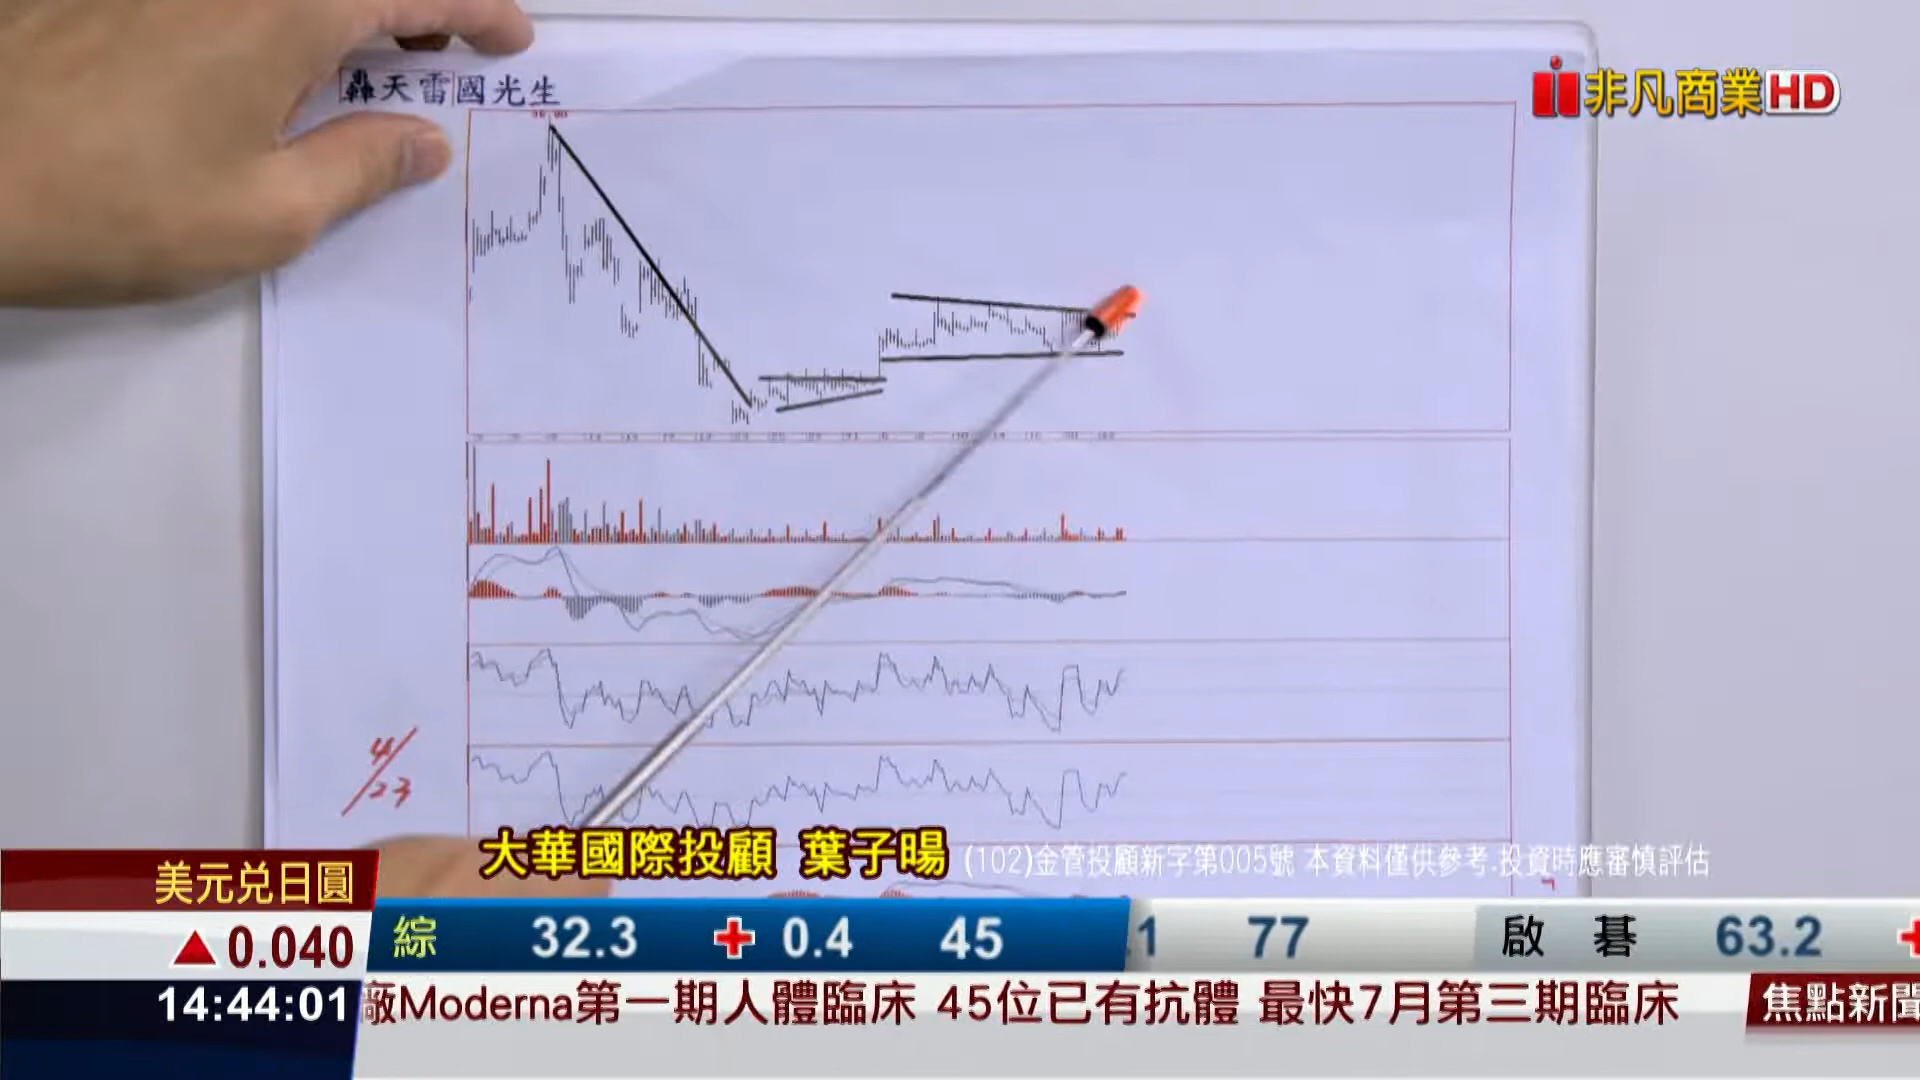 轟天雷國光生
非凡商業HD
4/23
大華國際投顧 葉子暘
(102)金管投顧新字第005號 本資料僅供參考.投資時應審慎評估
美元兑日圓
▲0.040
綜 32.3 + 0.4 45 .1 77 啟碁 63.2 +
14:44:01
廠Moderna第一期人體臨床 45位已有抗體 最快7月第三期臨床
焦點新聞